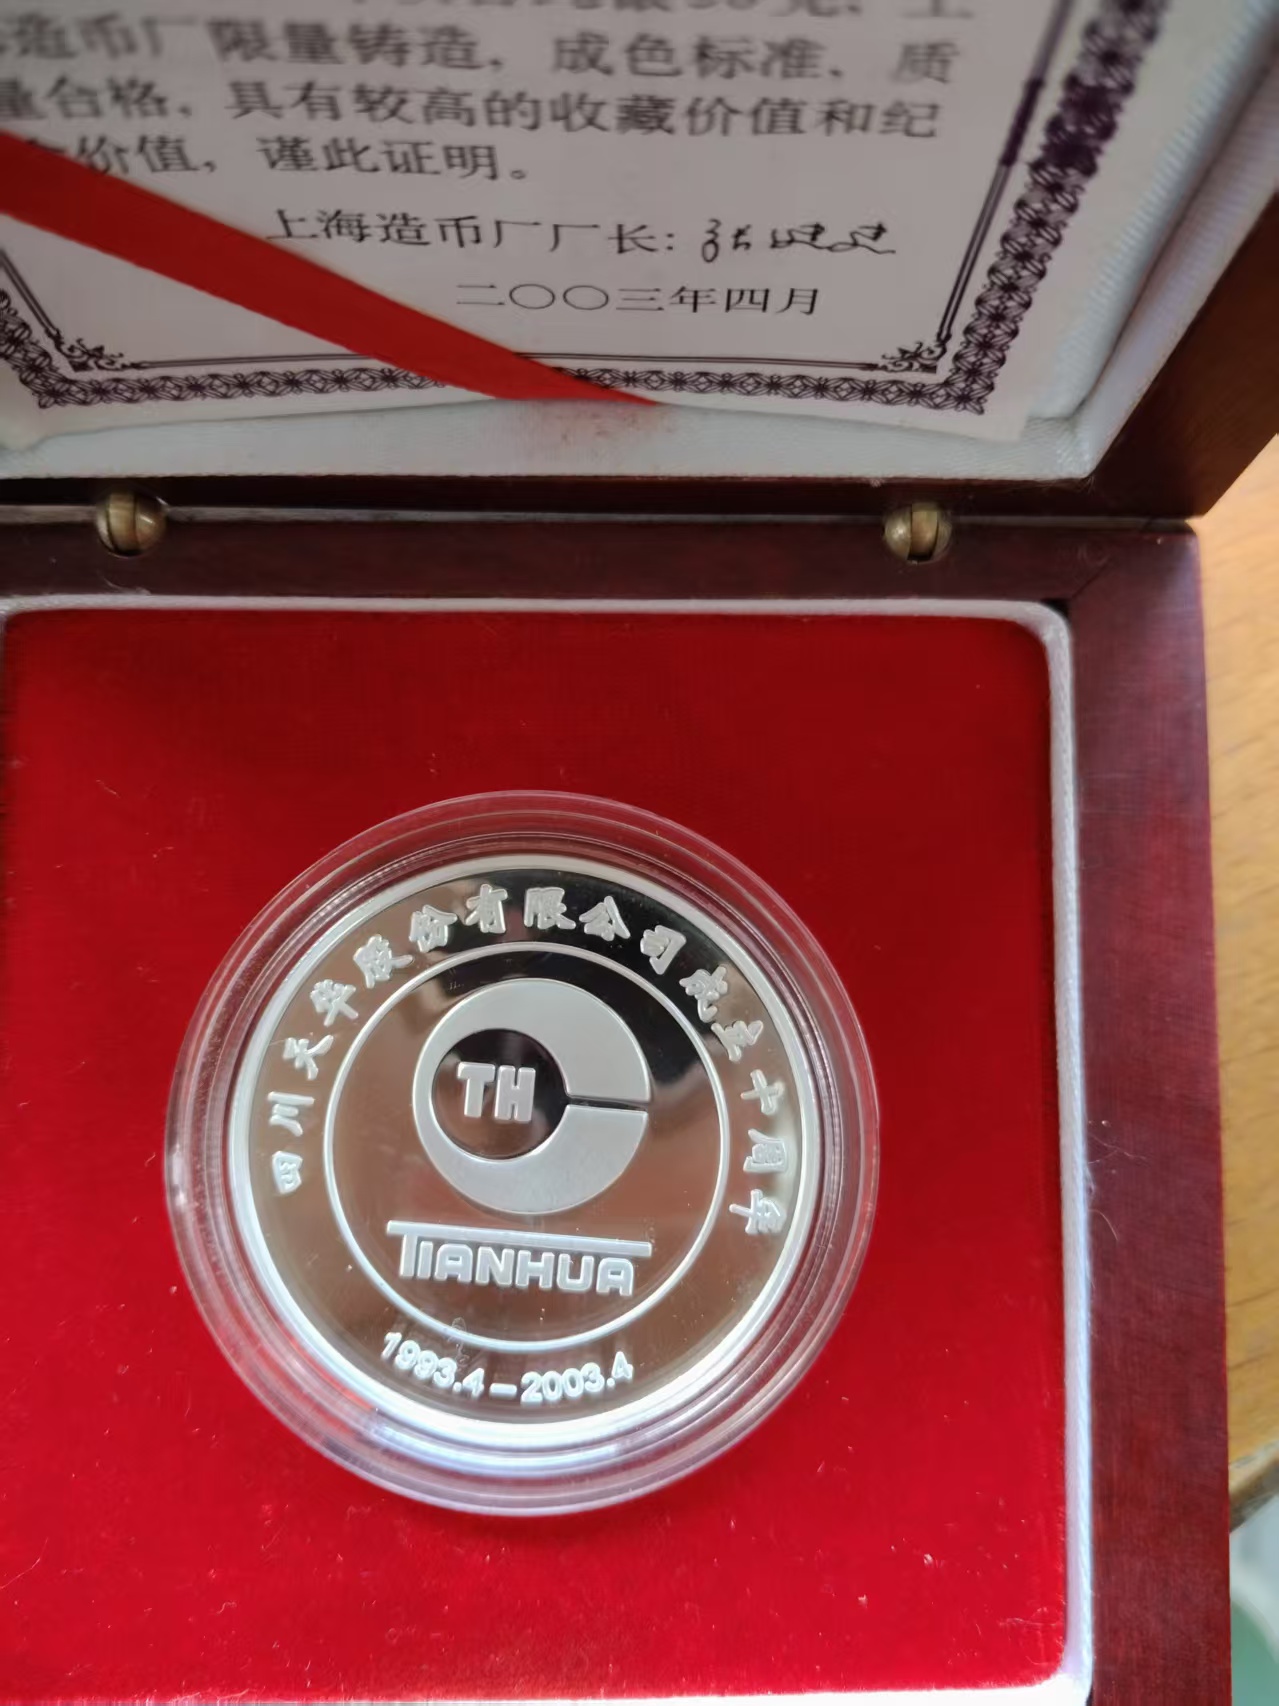 造币厂限量铸造，成色标准、质
量合格，具有较高的收藏价值和纪
价值，谨此证明。
上海造币厂厂长：
二〇〇三年四月
四川天华股份有限公司成立十周年
TH
TIANHUA
1993.4-2003.4